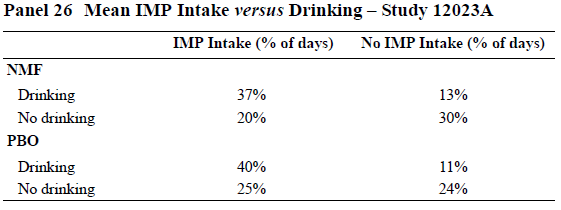 Panel 26 Mean IMP Intake versus Drinking – Study 12023A
IMP Intake (% of days) No IMP Intake (% of days)
NMF
Drinking 37% 13%
No drinking 20% 30%
PBO
Drinking 40% 11%
No drinking 25% 24%